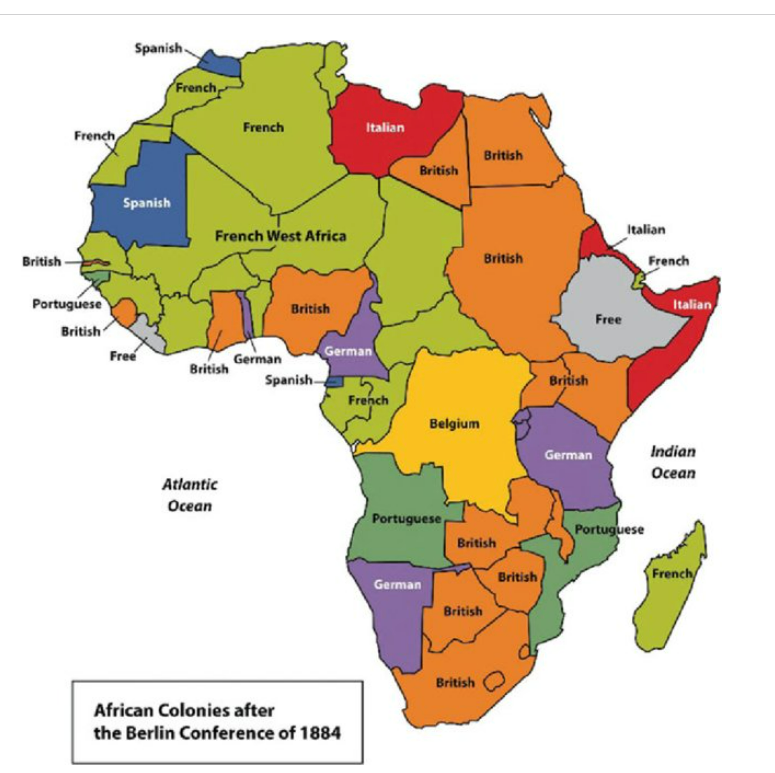 Spanish
French
French
French
Italian
British
British
Spanish
French West Africa
British
Italian
British
French
Portuguese
Italian
British
British
Free
Free
German
German
British
Spanish
British
French
Belgium
German
Indian
Ocean
Atlantic
Ocean
Portuguese
Portuguese
British
French
British
German
British
British
African Colonies after
the Berlin Conference of 1884